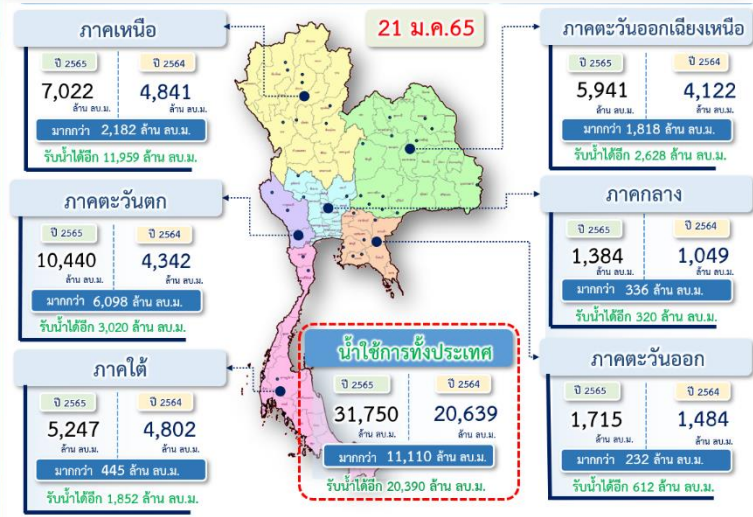 21 ม.ค.65
ภาคเหนือ
ปี 2565 ปี 2564
7,022 4,841
ล้าน ลบ.ม. ล้าน ลบ.ม.
มากกว่า 2,182 ล้าน ลบ.ม.
รับน้ำได้อีก 11,959 ล้าน ลบ.ม.
ภาคตะวันตก
ปี 2565 ปี 2564
10,440 4,342
ล้าน ลบ.ม. ล้าน ลบ.ม.
มากกว่า 6,098 ล้าน ลบ.ม.
รับน้ำได้อีก 3,020 ล้าน ลบ.ม.
ภาคใต้
ปี 2565 ปี 2564
5,247 4,802
ล้าน ลบ.ม. ล้าน ลบ.ม.
มากกว่า 445 ล้าน ลบ.ม.
รับน้ำได้อีก 1,852 ล้าน ลบ.ม.
น้ำใช้การทั้งประเทศ
ปี 2565 ปี 2564
31,750 20,639
ล้าน ลบ.ม. ล้าน ลบ.ม.
มากกว่า 11,110 ล้าน ลบ.ม.
รับน้ำได้อีก 20,390 ล้าน ลบ.ม.
ภาคตะวันออกเฉียงเหนือ
ปี 2565 ปี 2564
5,941 4,122
ล้าน ลบ.ม. ล้าน ลบ.ม.
มากกว่า 1,818 ล้าน ลบ.ม.
รับน้ำได้อีก 2,628 ล้าน ลบ.ม.
ภาคกลาง
ปี 2565 ปี 2564
1,384 1,049
ล้าน ลบ.ม. ล้าน ลบ.ม.
มากกว่า 336 ล้าน ลบ.ม.
รับน้ำได้อีก 320 ล้าน ลบ.ม.
ภาคตะวันออก
ปี 2565 ปี 2564
1,715 1,484
ล้าน ลบ.ม. ล้าน ลบ.ม.
มากกว่า 232 ล้าน ลบ.ม.
รับน้ำได้อีก 612 ล้าน ลบ.ม.